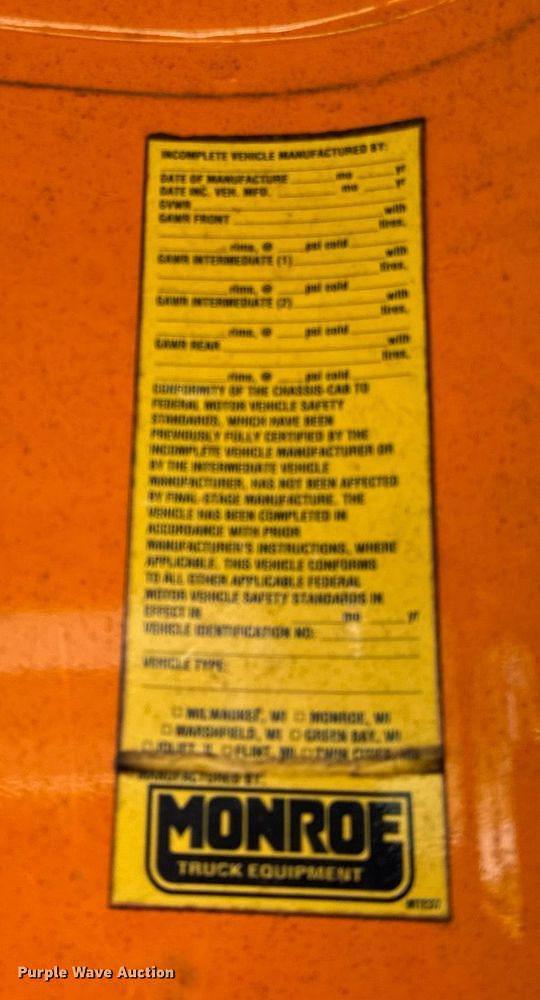 INCOMPLETE VEHICLE MANUFACTURED BY:
DATE OF MANUFACTURE mo yr
DATE INC. VEH. MFD. mo yr
GVWR
with
GAWR FRONT
tires,
rims, @ psi cold
with
GAWR INTERMEDIATE (1)
tires,
rims, @ psi cold
with
GAWR INTERMEDIATE (2)
tires,
rims, @ psi cold
with
GAWR REAR
tires,
rims, @ psi cold
CONFORMITY OF THE CHASSIS-CAB TO
FEDERAL MOTOR VEHICLE SAFETY
STANDARDS, WHICH HAVE BEEN
PREVIOUSLY FULLY CERTIFIED BY THE
INCOMPLETE VEHICLE MANUFACTURER OR
BY THE INTERMEDIATE VEHICLE
MANUFACTURER, HAS NOT BEEN AFFECTED
BY FINAL-STAGE MANUFACTURE. THE
VEHICLE HAS BEEN COMPLETED IN
ACCORDANCE WITH PRIOR
MANUFACTURER'S INSTRUCTIONS, WHERE
APPLICABLE. THIS VEHICLE CONFORMS
TO ALL OTHER APPLICABLE FEDERAL
MOTOR VEHICLE SAFETY STANDARDS IN
EFFECT IN mo yr
VEHICLE IDENTIFICATION NO:
VEHICLE TYPE:
□ MILWAUKEE, WI □ MONROE, WI
□ MARSHFIELD, WI □ GREEN BAY, WI
□ JOLIET, IL □ FLINT, MI □ TWIN CITIES,
MANUFACTURED BY:
MONROE
TRUCK EQUIPMENT
Purple Wave Auction